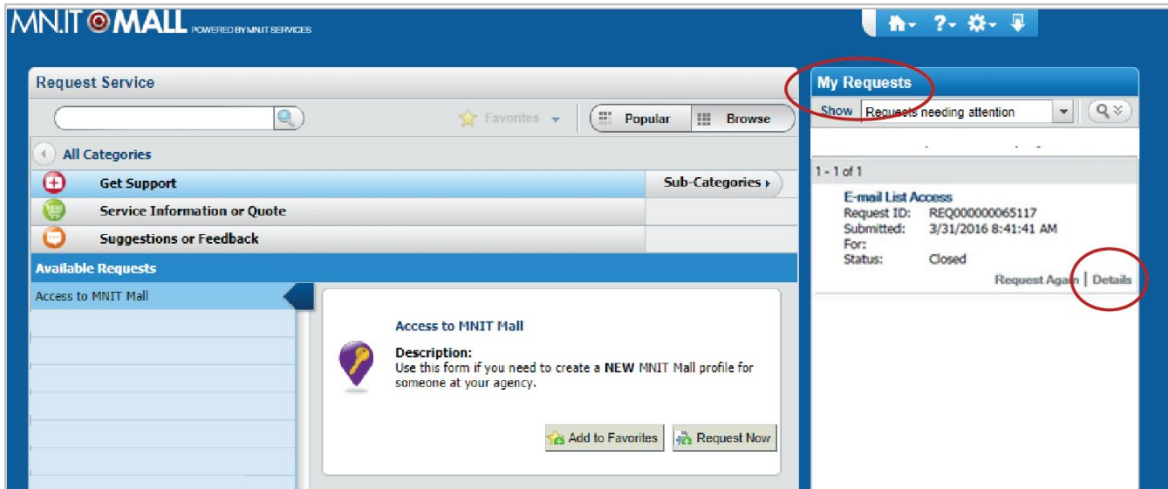 MN.IT MALL POWERED BY MN.IT SERVICES
Request Service
Favorites
Popular
Browse
All Categories
Get Support
Sub-Categories
Service Information or Quote
Suggestions or Feedback
Available Requests
Access to MNIT Mall
Access to MNIT Mall
Description:
Use this form if you need to create a NEW MNIT Mall profile for
someone at your agency.
Add to Favorites
Request Now
My Requests
Show Requests needing attention
1 - 1 of 1
E-mail List Access
Request ID: REQ000000065117
Submitted: 3/31/2016 8:41:41 AM
For:
Status: Closed
Request Again | Details